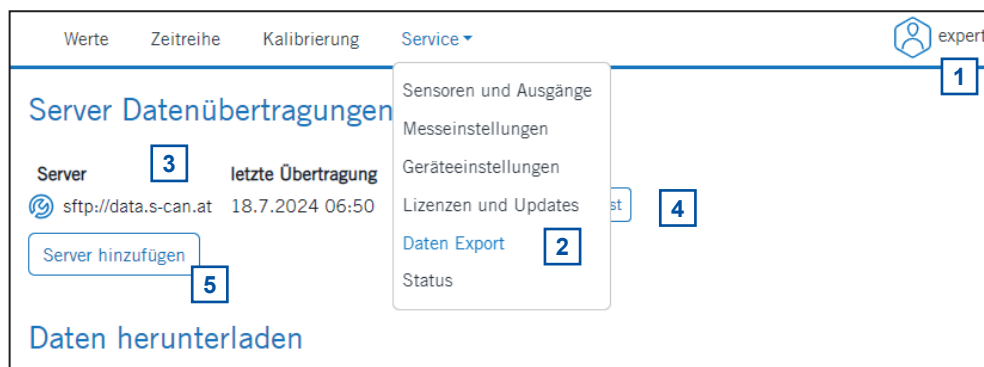 Werte Zeitreihe Kalibrierung Service expert
1
Sensoren und Ausgänge
Server Datenübertragungen
Messeinstellungen
3
Geräteeinstellungen
Server letzte Übertragung
sftp://data.s-can.at 18.7.2024 06:50
Lizenzen und Updates
st
4
Daten Export
2
Server hinzufügen
5
Status
Daten herunterladen